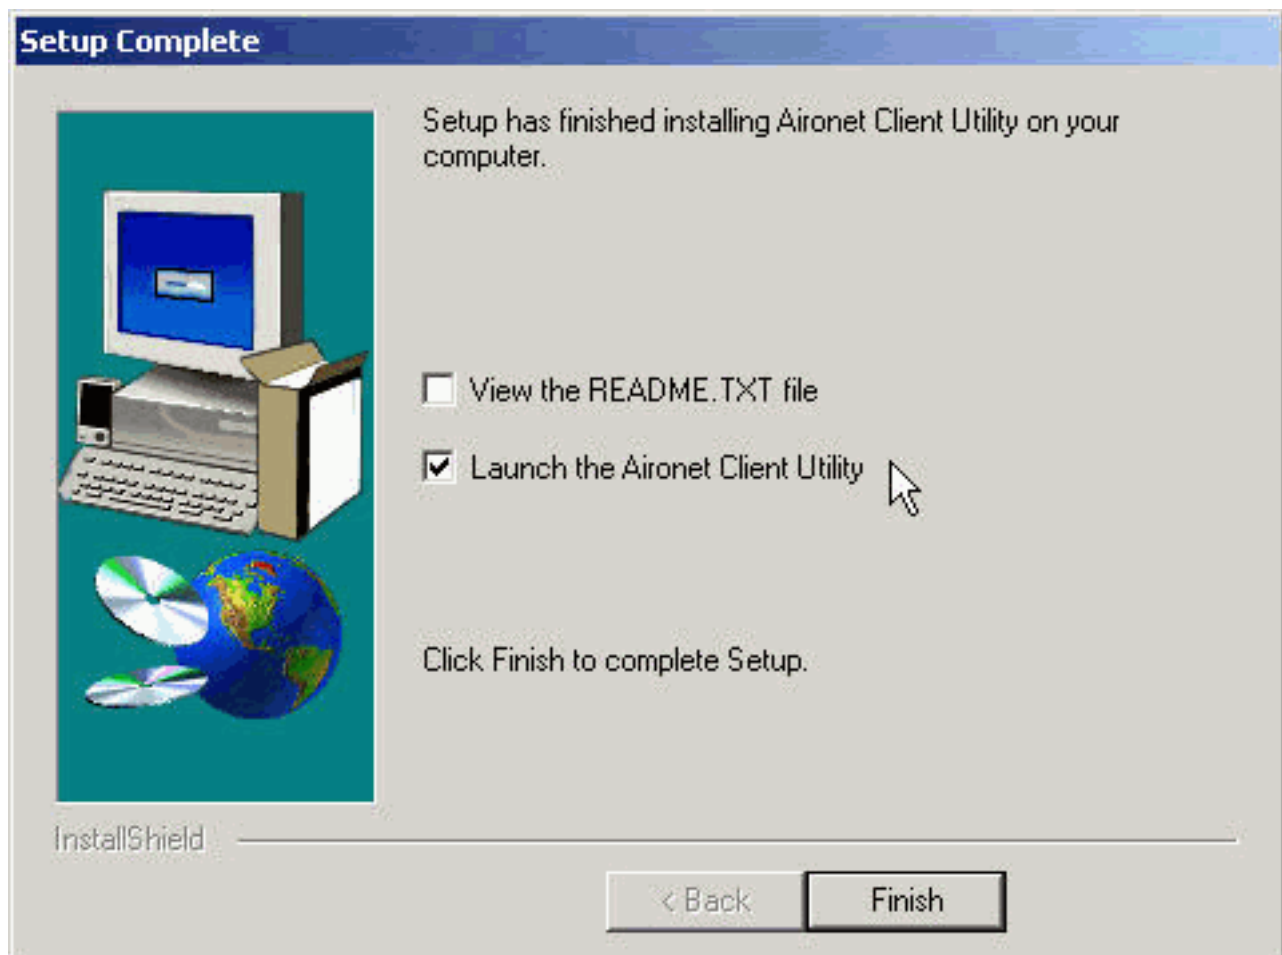 Setup Complete
Setup has finished installing Aironet Client Utility on your
computer.
View the README.TXT file
Launch the Aironet Client Utility
Click Finish to complete Setup.
InstallShield
< Back
Finish